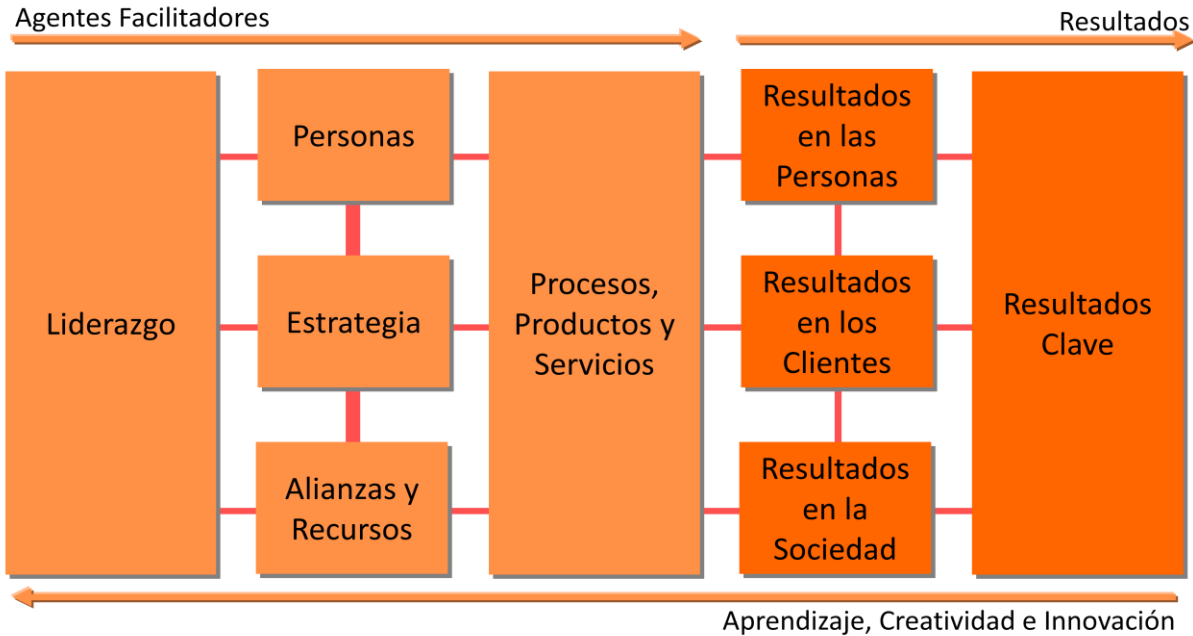 Agentes Facilitadores
Resultados
Liderazgo
Personas
Estrategia
Alianzas y
Recursos
Procesos,
Productos y
Servicios
Resultados
en las
Personas
Resultados
en los
Clientes
Resultados
en la
Sociedad
Resultados
Clave
Aprendizaje, Creatividad e Innovación